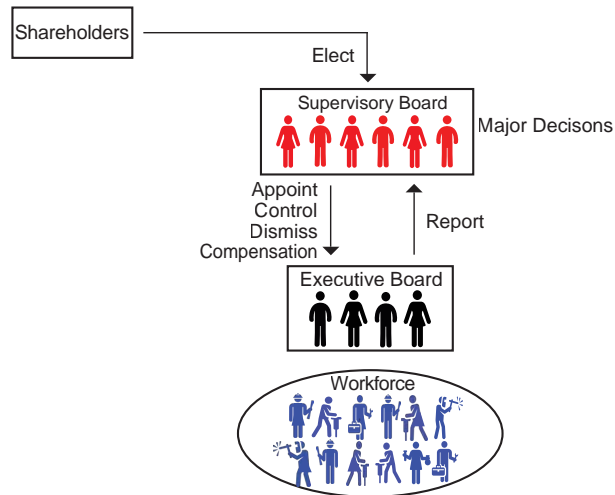 Shareholders
Elect
Supervisory Board
Major Decisons
Appoint
Control
Dismiss
Compensation
Report
Executive Board
Workforce